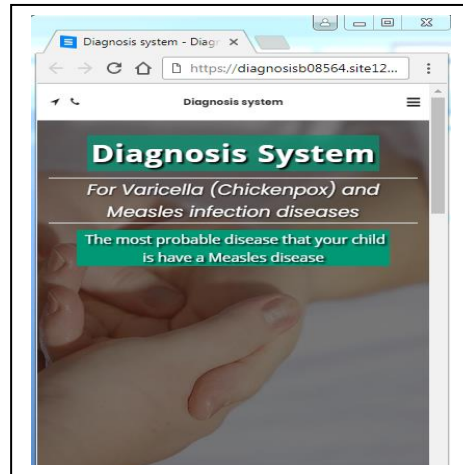 Diagnosis system - Diagr
https://diagnosisb08564.site12...
Diagnosis system
Diagnosis System
For Varicella (Chickenpox) and
Measles infection diseases
The most probable disease that your child
is have a Measles disease